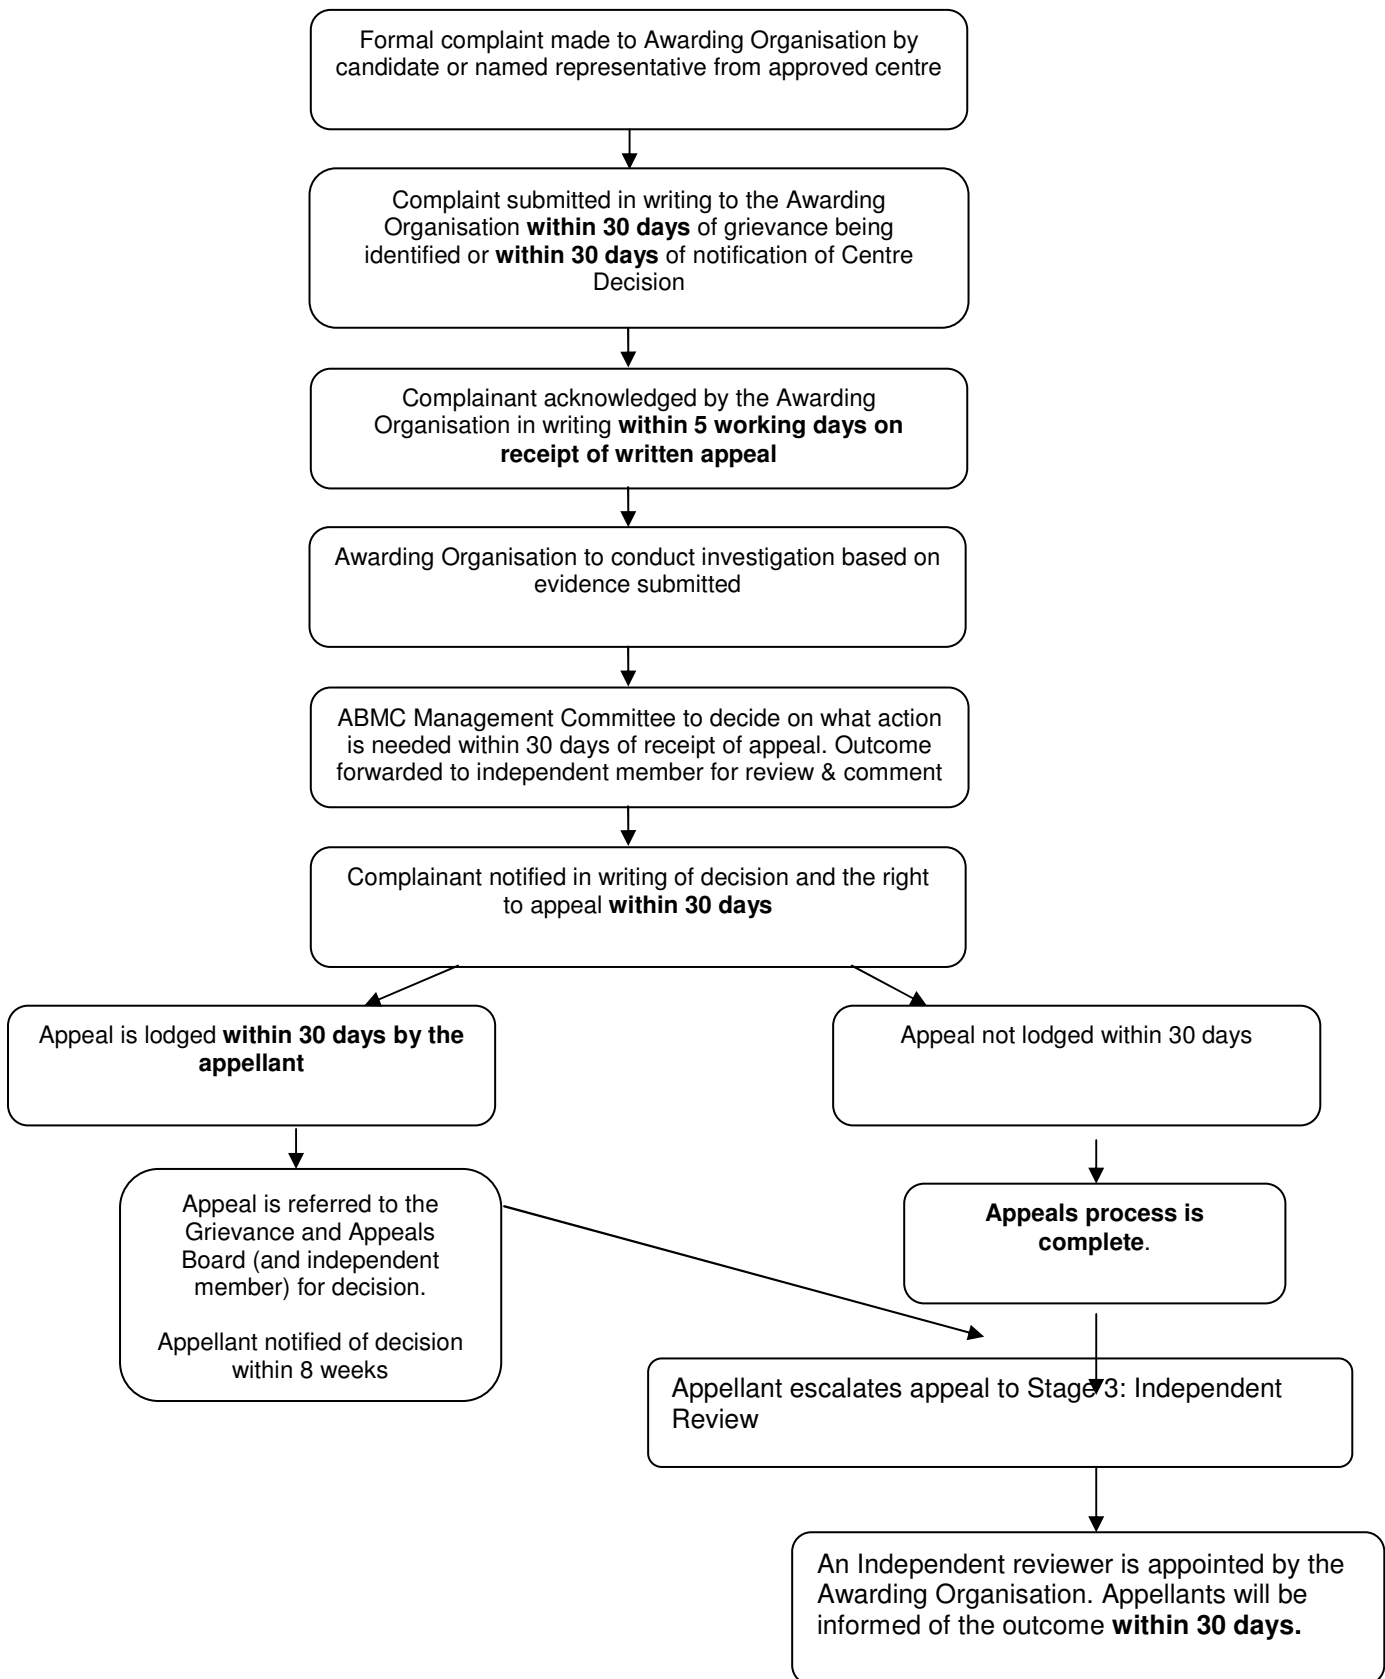 Formal complaint made to Awarding Organisation by
candidate or named representative from approved centre
Complaint submitted in writing to the Awarding
Organisation within 30 days of grievance being
identified or within 30 days of notification of Centre
Decision
Complainant acknowledged by the Awarding
Organisation in writing within 5 working days on
receipt of written appeal
Awarding Organisation to conduct investigation based on
evidence submitted
ABMC Management Committee to decide on what action
is needed within 30 days of receipt of appeal. Outcome
forwarded to independent member for review & comment
Complainant notified in writing of decision and the right
to appeal within 30 days
Appeal is lodged within 30 days by the
appellant
Appeal not lodged within 30 days
Appeal is referred to the
Grievance and Appeals
Board (and independent
member) for decision.
Appellant notified of decision
within 8 weeks
Appeals process is
complete.
Appellant escalates appeal to Stage 3: Independent
Review
An Independent reviewer is appointed by the
Awarding Organisation. Appellants will be
informed of the outcome within 30 days.